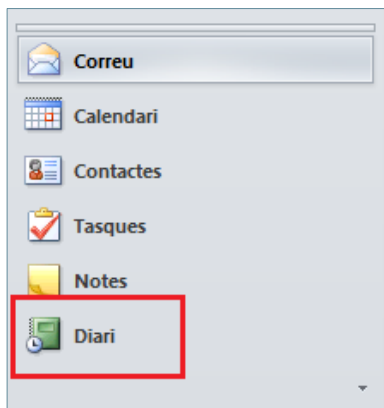 Correu
Calendari
Contactes
Tasques
Notes
Diari